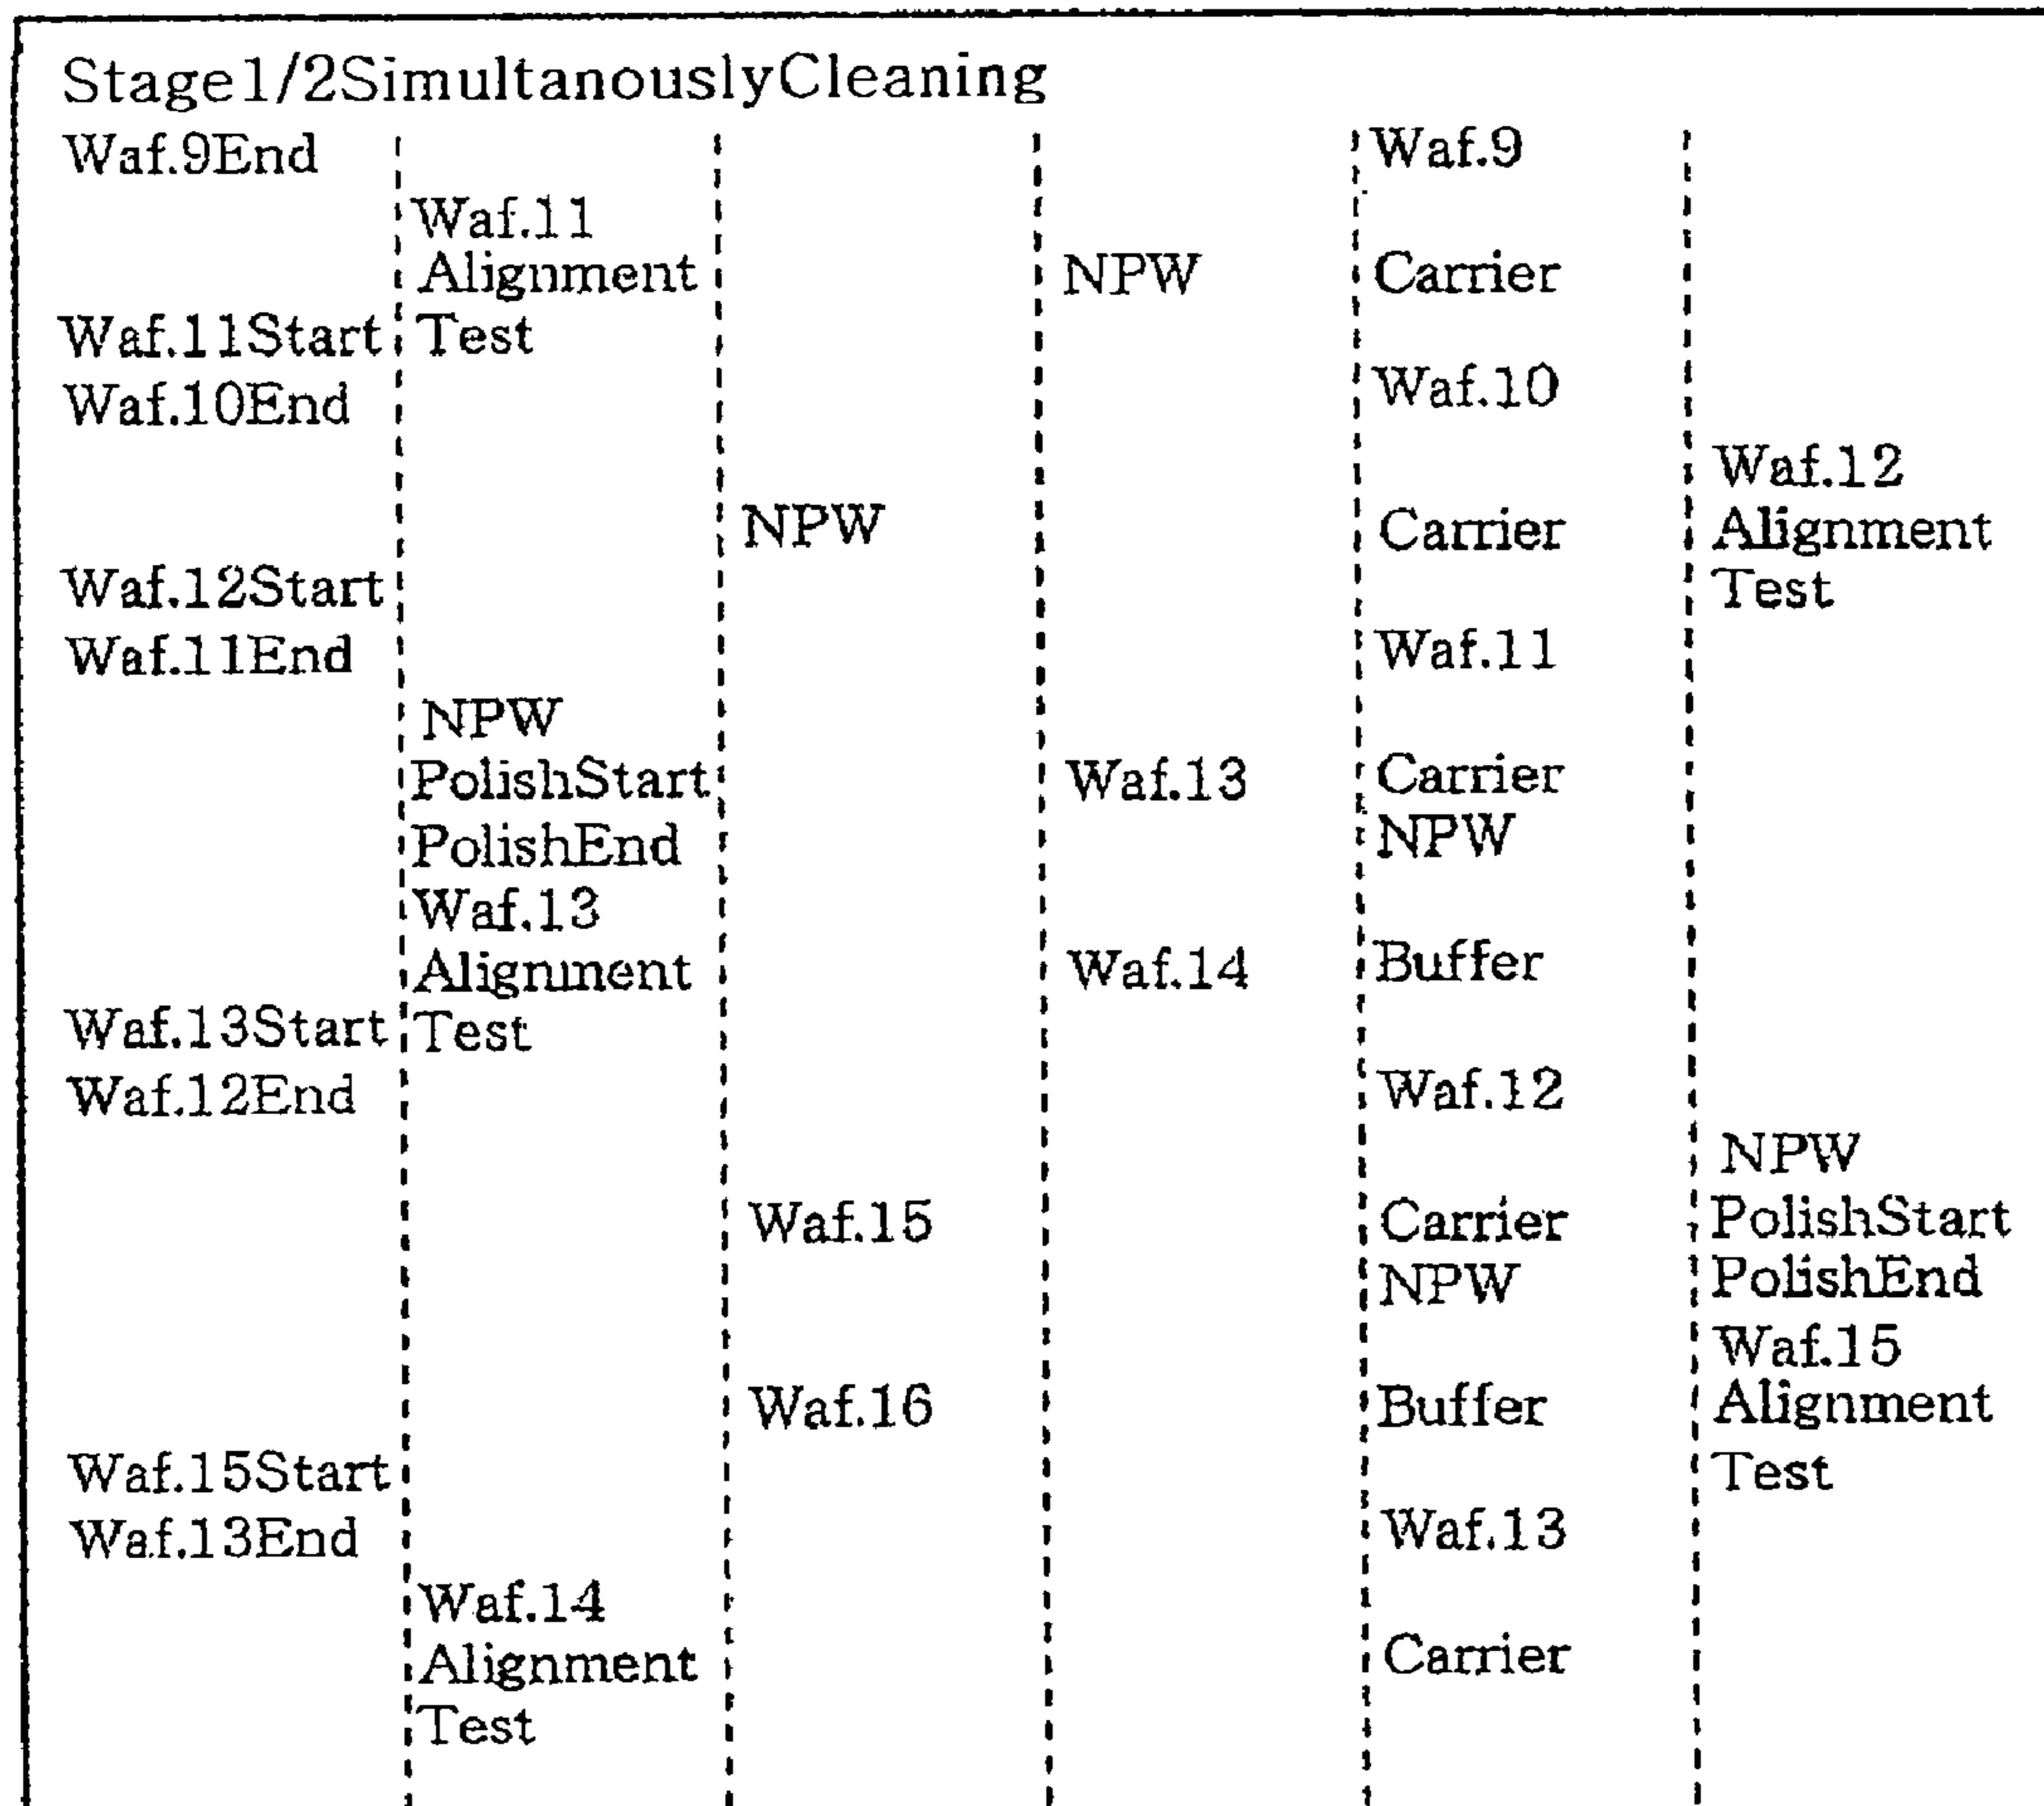 Stage1/2SimultanouslyCleaning
Waf.9End Waf.9
Waf.11
Alignment NPW Carrier
Waf.11Start Test
Waf.10End Waf.10
Waf.12
NPW Carrier Alignment
Waf.12Start Test
Waf.11End Waf.11
NPW
PolishStart Waf.13 Carrier
PolishEnd NPW
Waf.13
Alignment Waf.14 Buffer
Waf.13Start Test
Waf.12End Waf.12
NPW
Waf.15 Carrier PolishStart
NPW PolishEnd
Waf.15
Waf.16 Buffer Alignment
Waf.15Start Test
Waf.13End Waf.13
Waf.14
Alignment Carrier
Test